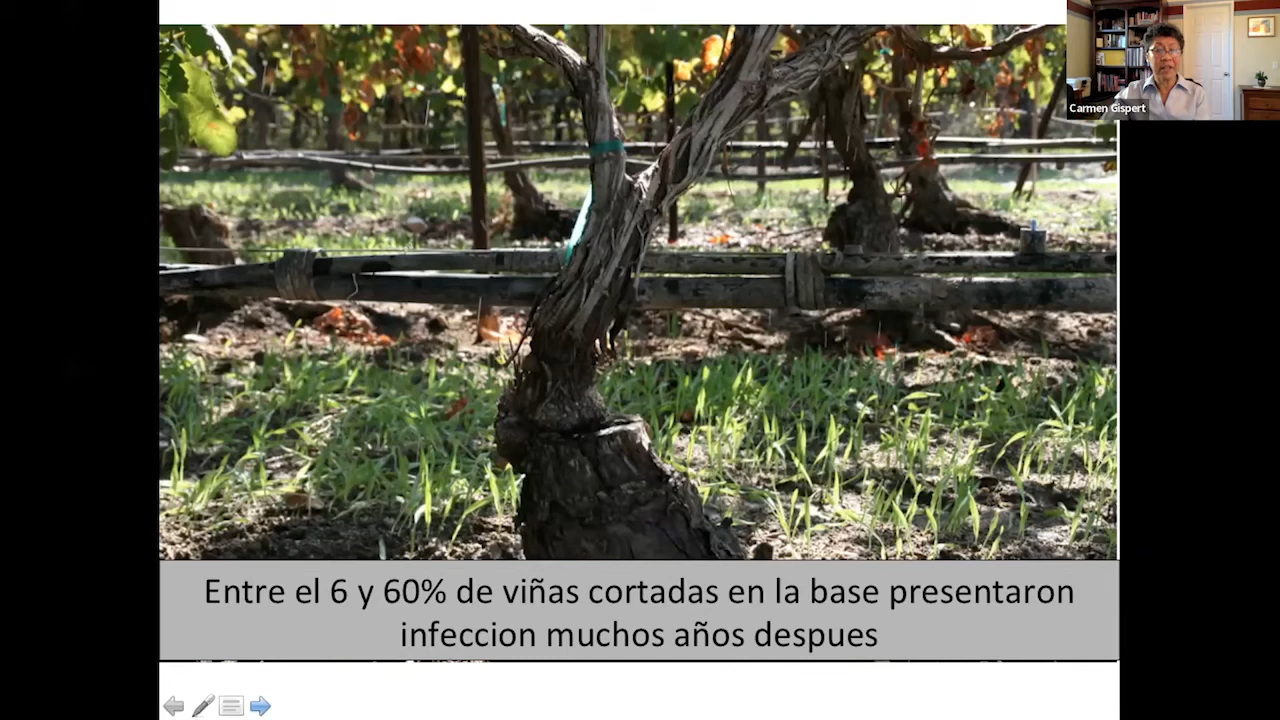 Carmen Gispert
Entre el 6 y 60% de viñas cortadas en la base presentaron
infeccion muchos años despues